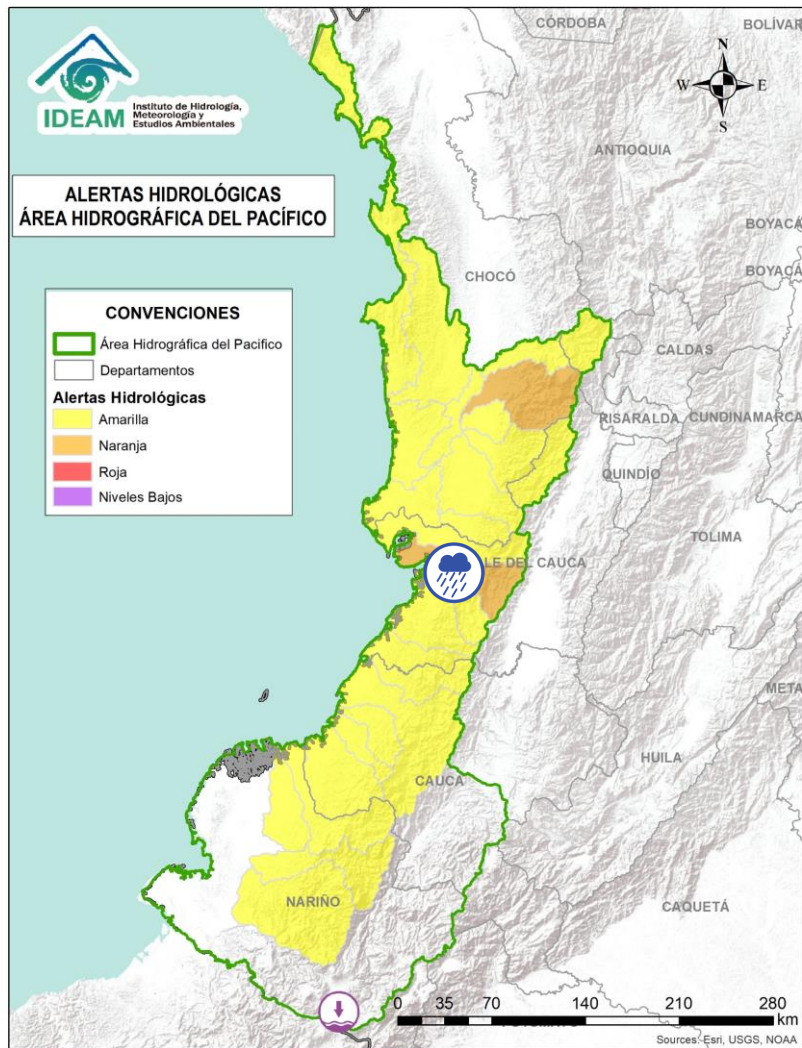 IDEAM
Instituto de Hidrología,
Meteorología y
Estudios Ambientales
ALERTAS HIDROLÓGICAS
ÁREA HIDROGRÁFICA DEL PACÍFICO
CONVENCIONES
Área Hidrográfica del Pacifico
Departamentos
Alertas Hidrológicas
Amarilla
Naranja
Roja
Niveles Bajos
N
W E
S
CÓRDOBA
BOLÍVAR
ANTIOQUIA
BOYACÁ
BOYACÁ
CHOCÓ
CALDAS
RISARALDA
CUNDINAMARCA
QUINDÍO
TOLIMA
LE DEL CAUCA
META
HUILA
CAUCA
NARIÑO
CAQUETÁ
0 35 70 140 210 280
km
Sources: Esri, USGS, NOAA